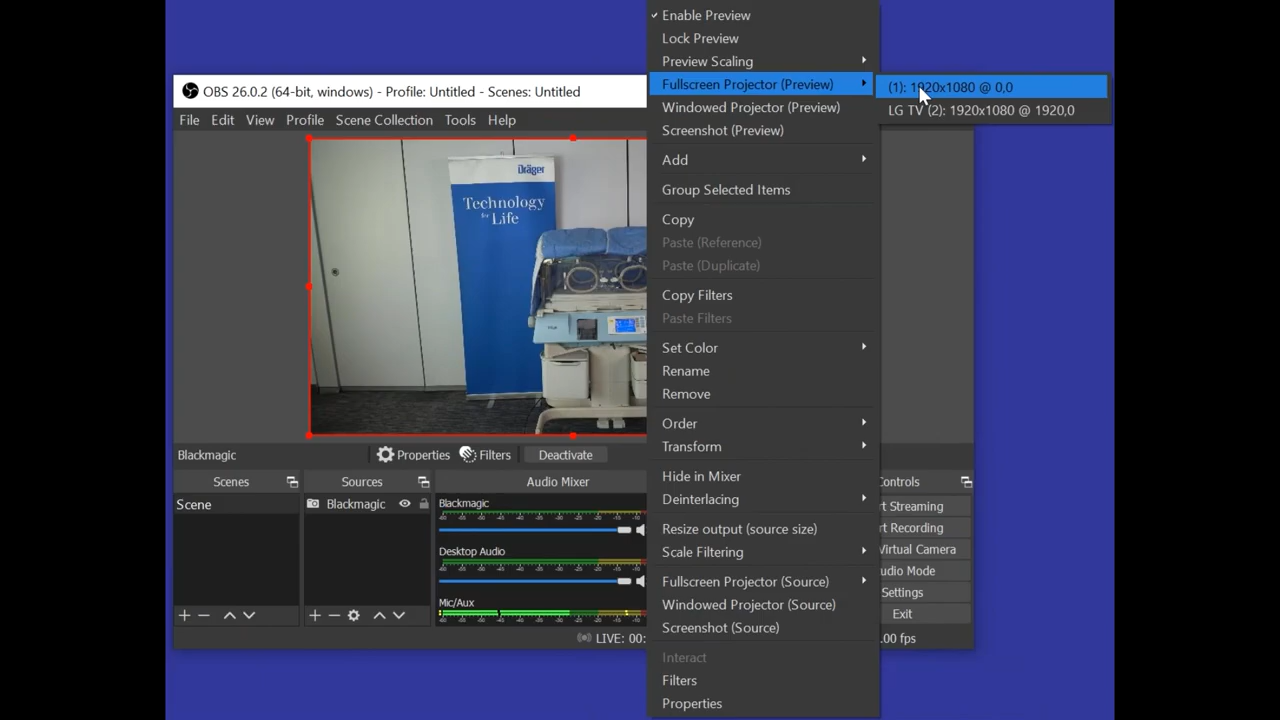 OBS 26.0.2 (64-bit, windows) - Profile: Untitled - Scenes: Untitled
File Edit View Profile Scene Collection Tools Help
Dräger
Technology
for Life
Blackmagic
Properties
Filters
Deactivate
Scenes
Scene
Sources
Blackmagic
Audio Mixer
Blackmagic
Desktop Audio
Mic/Aux
LIVE: 00:
Enable Preview
Lock Preview
Preview Scaling
Fullscreen Projector (Preview)
Windowed Projector (Preview)
Screenshot (Preview)
Add
Group Selected Items
Copy
Paste (Reference)
Paste (Duplicate)
Copy Filters
Paste Filters
Set Color
Rename
Remove
Order
Transform
Hide in Mixer
Deinterlacing
Resize output (source size)
Scale Filtering
Fullscreen Projector (Source)
Windowed Projector (Source)
Screenshot (Source)
Interact
Filters
Properties
(1): 1920x1080 @ 0,0
LG TV (2): 1920x1080 @ 1920,0
Controls
rt Streaming
rt Recording
Virtual Camera
udio Mode
Settings
Exit
.00 fps